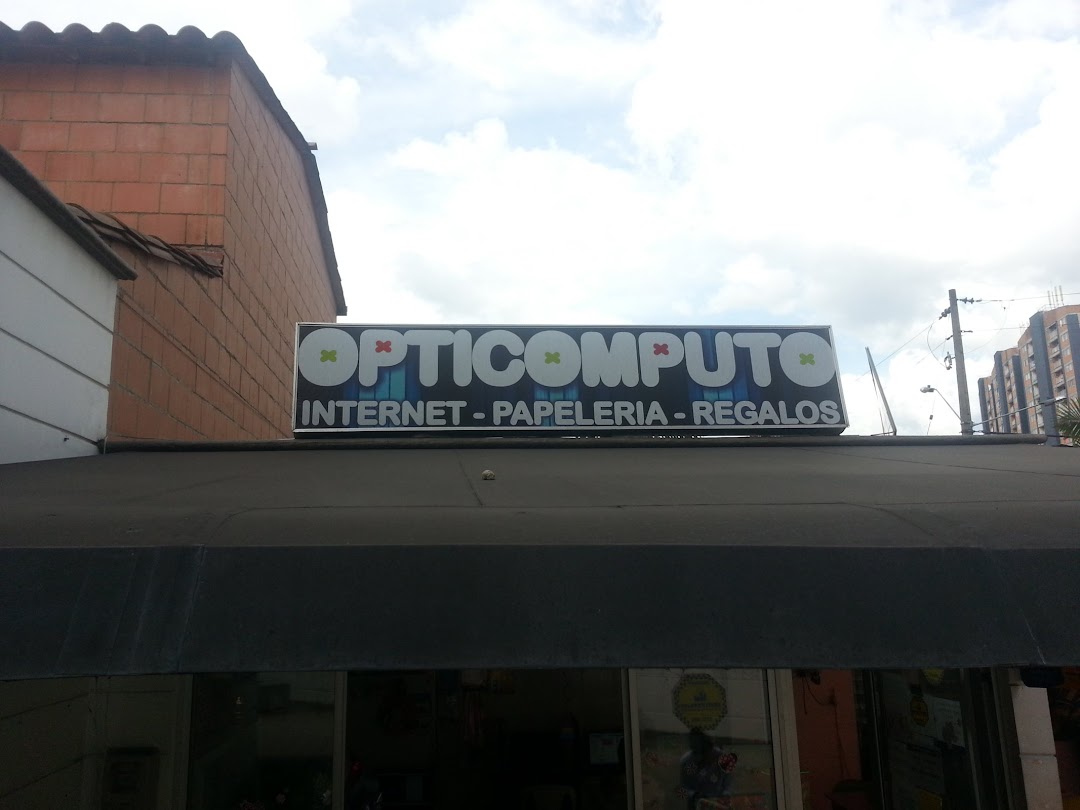 OPTICOMPUTO
INTERNET - PAPELERIA - REGALOS